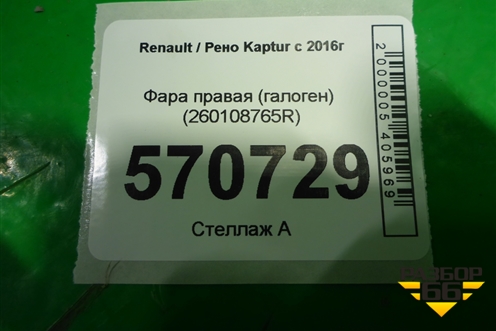 Renault / Рено Kaptur с 2016г
Фара правая (галоген)
(260108765R)
570729
Стеллаж А
2000005405969
РАЗБОР
66